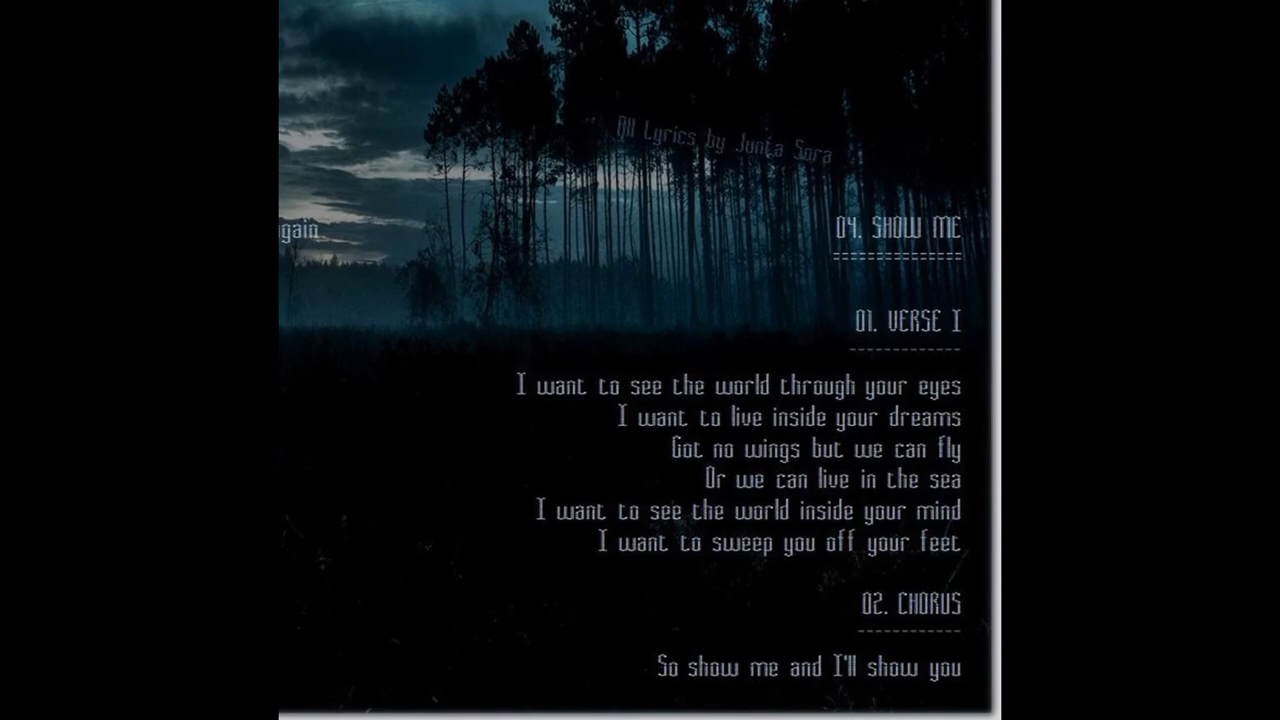 All Lyrics by Junta Sora
gain
04. SHOW ME
01. VERSE I
I want to see the world through your eyes
I want to live inside your dreams
Got no wings but we can fly
Or we can live in the sea
I want to see the world inside your mind
I want to sweep you off your feet
02. CHORUS
So show me and I'll show you